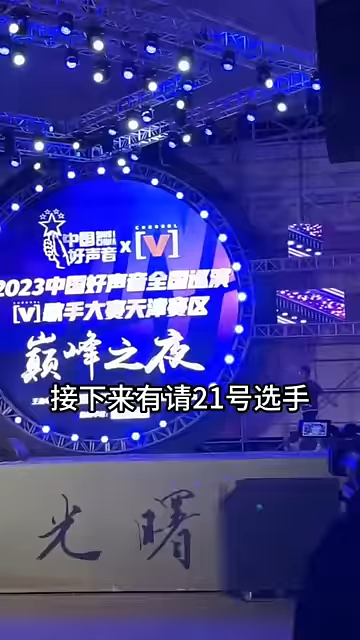 中国
好声音 x CHANNEL [V]
2023中国好声音全国巡演
[V]歌手大赛天津赛区
巅峰之夜
接下来有请21号选手
光曙